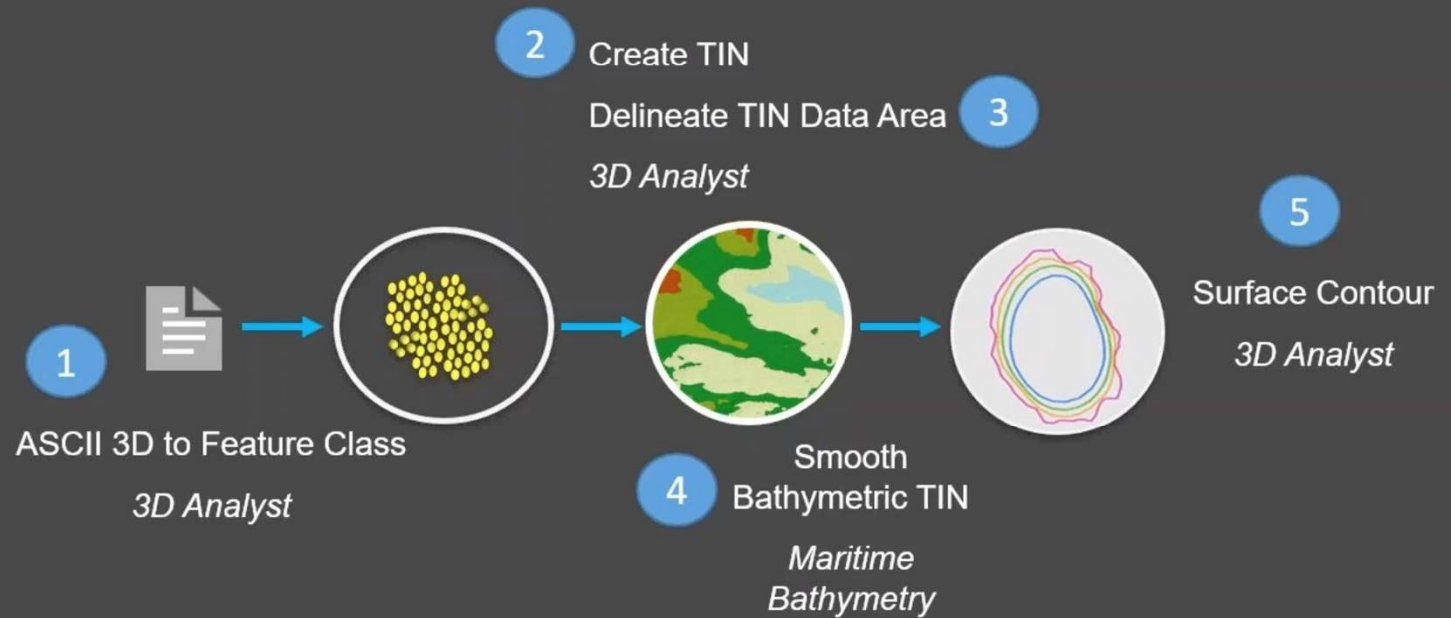 1
ASCII 3D to Feature Class
3D Analyst
2
Create TIN
Delineate TIN Data Area
3
3D Analyst
4
Smooth
Bathymetric TIN
Maritime
Bathymetry
5
Surface Contour
3D Analyst